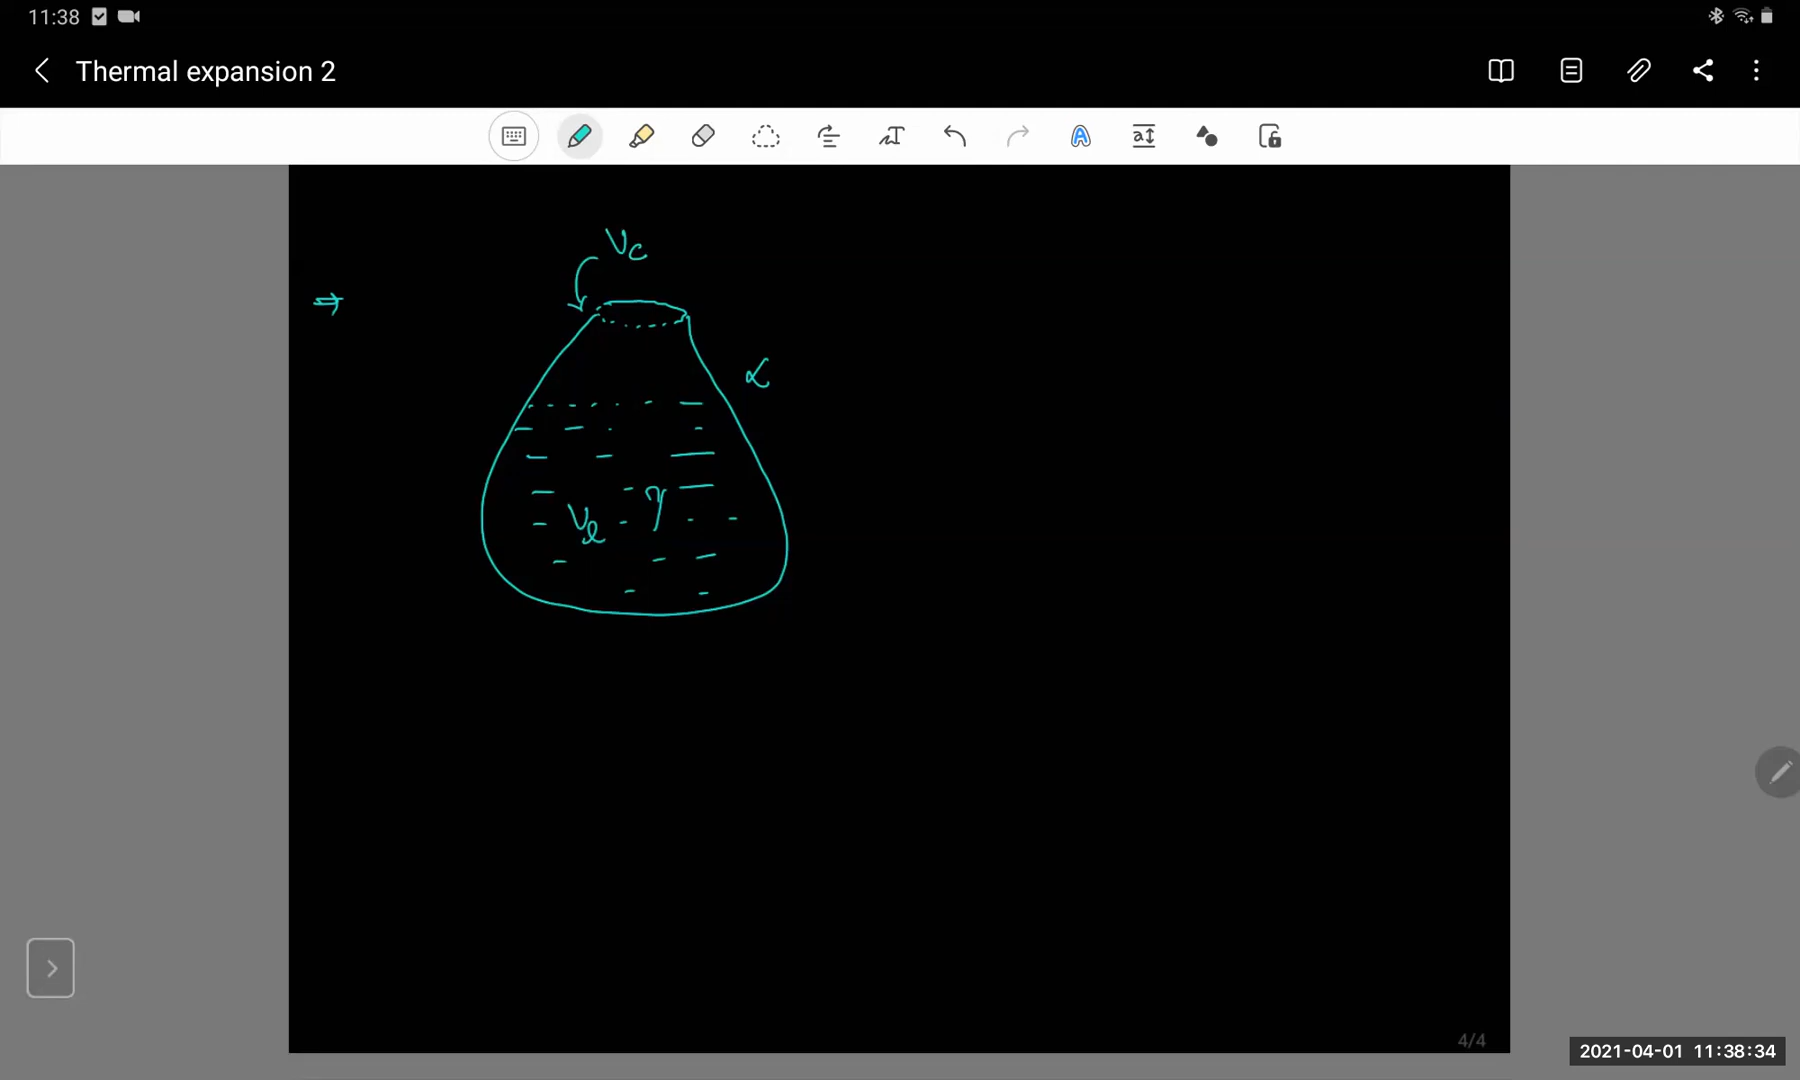 11:38
Thermal expansion 2
Vc
⇒
α
Vℓ γ
4/4
2021-04-01 11:38:34